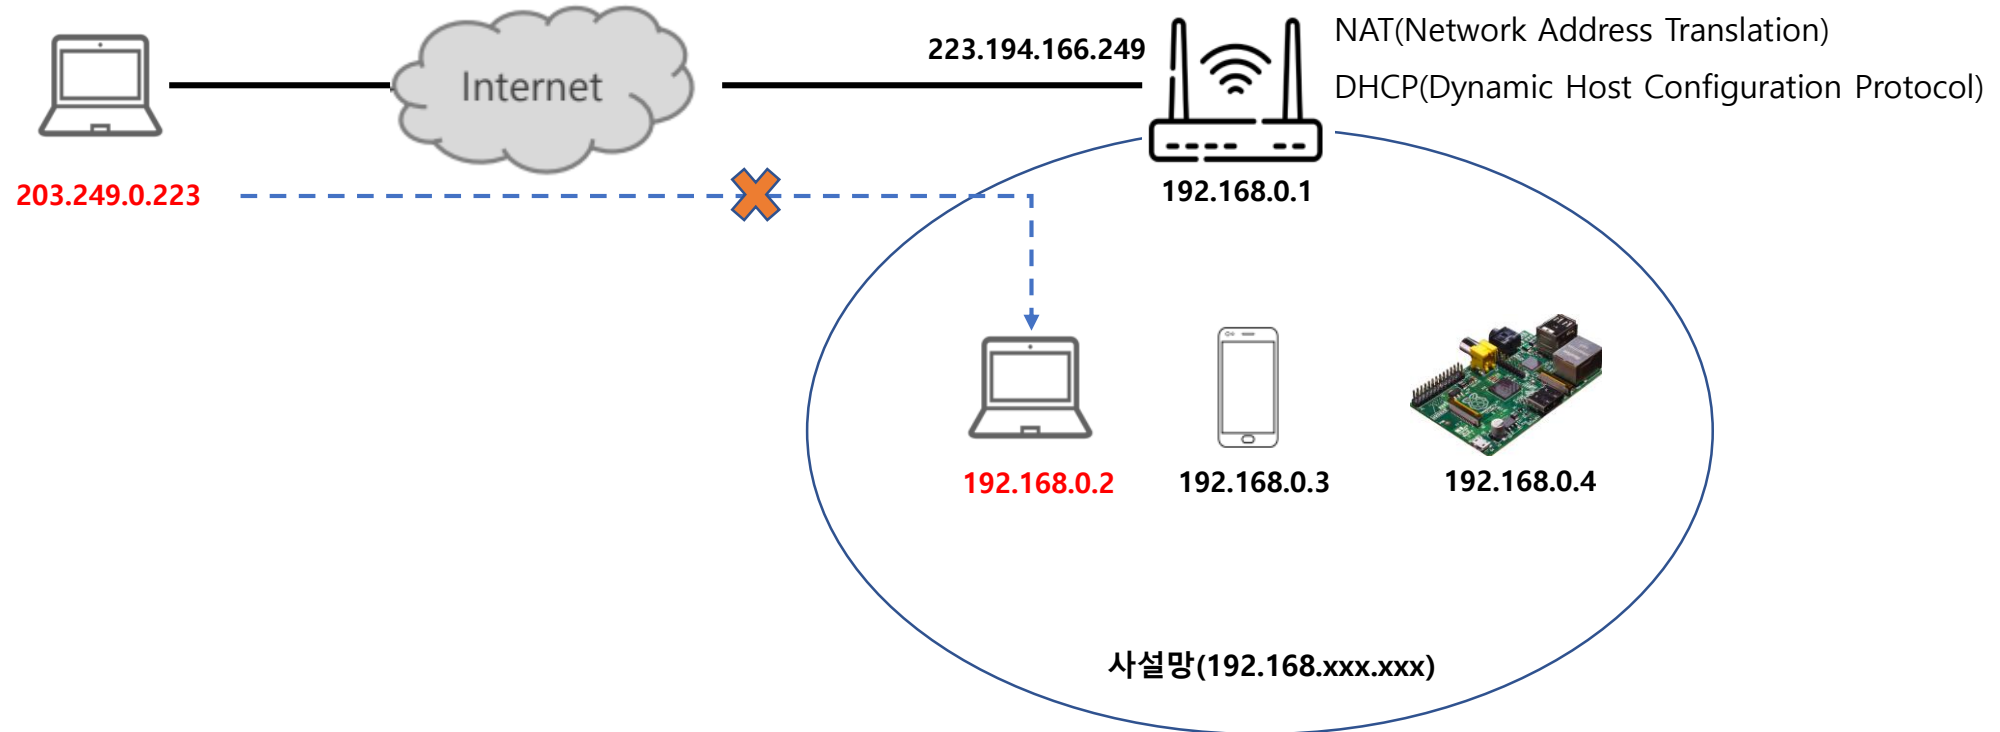 NAT(Network Address Translation)
223.194.166.249
Internet
DHCP(Dynamic Host Configuration Protocol)
203.249.0.223
192.168.0.1
192.168.0.2
192.168.0.3
192.168.0.4
사설망(192.168.xxx.xxx)